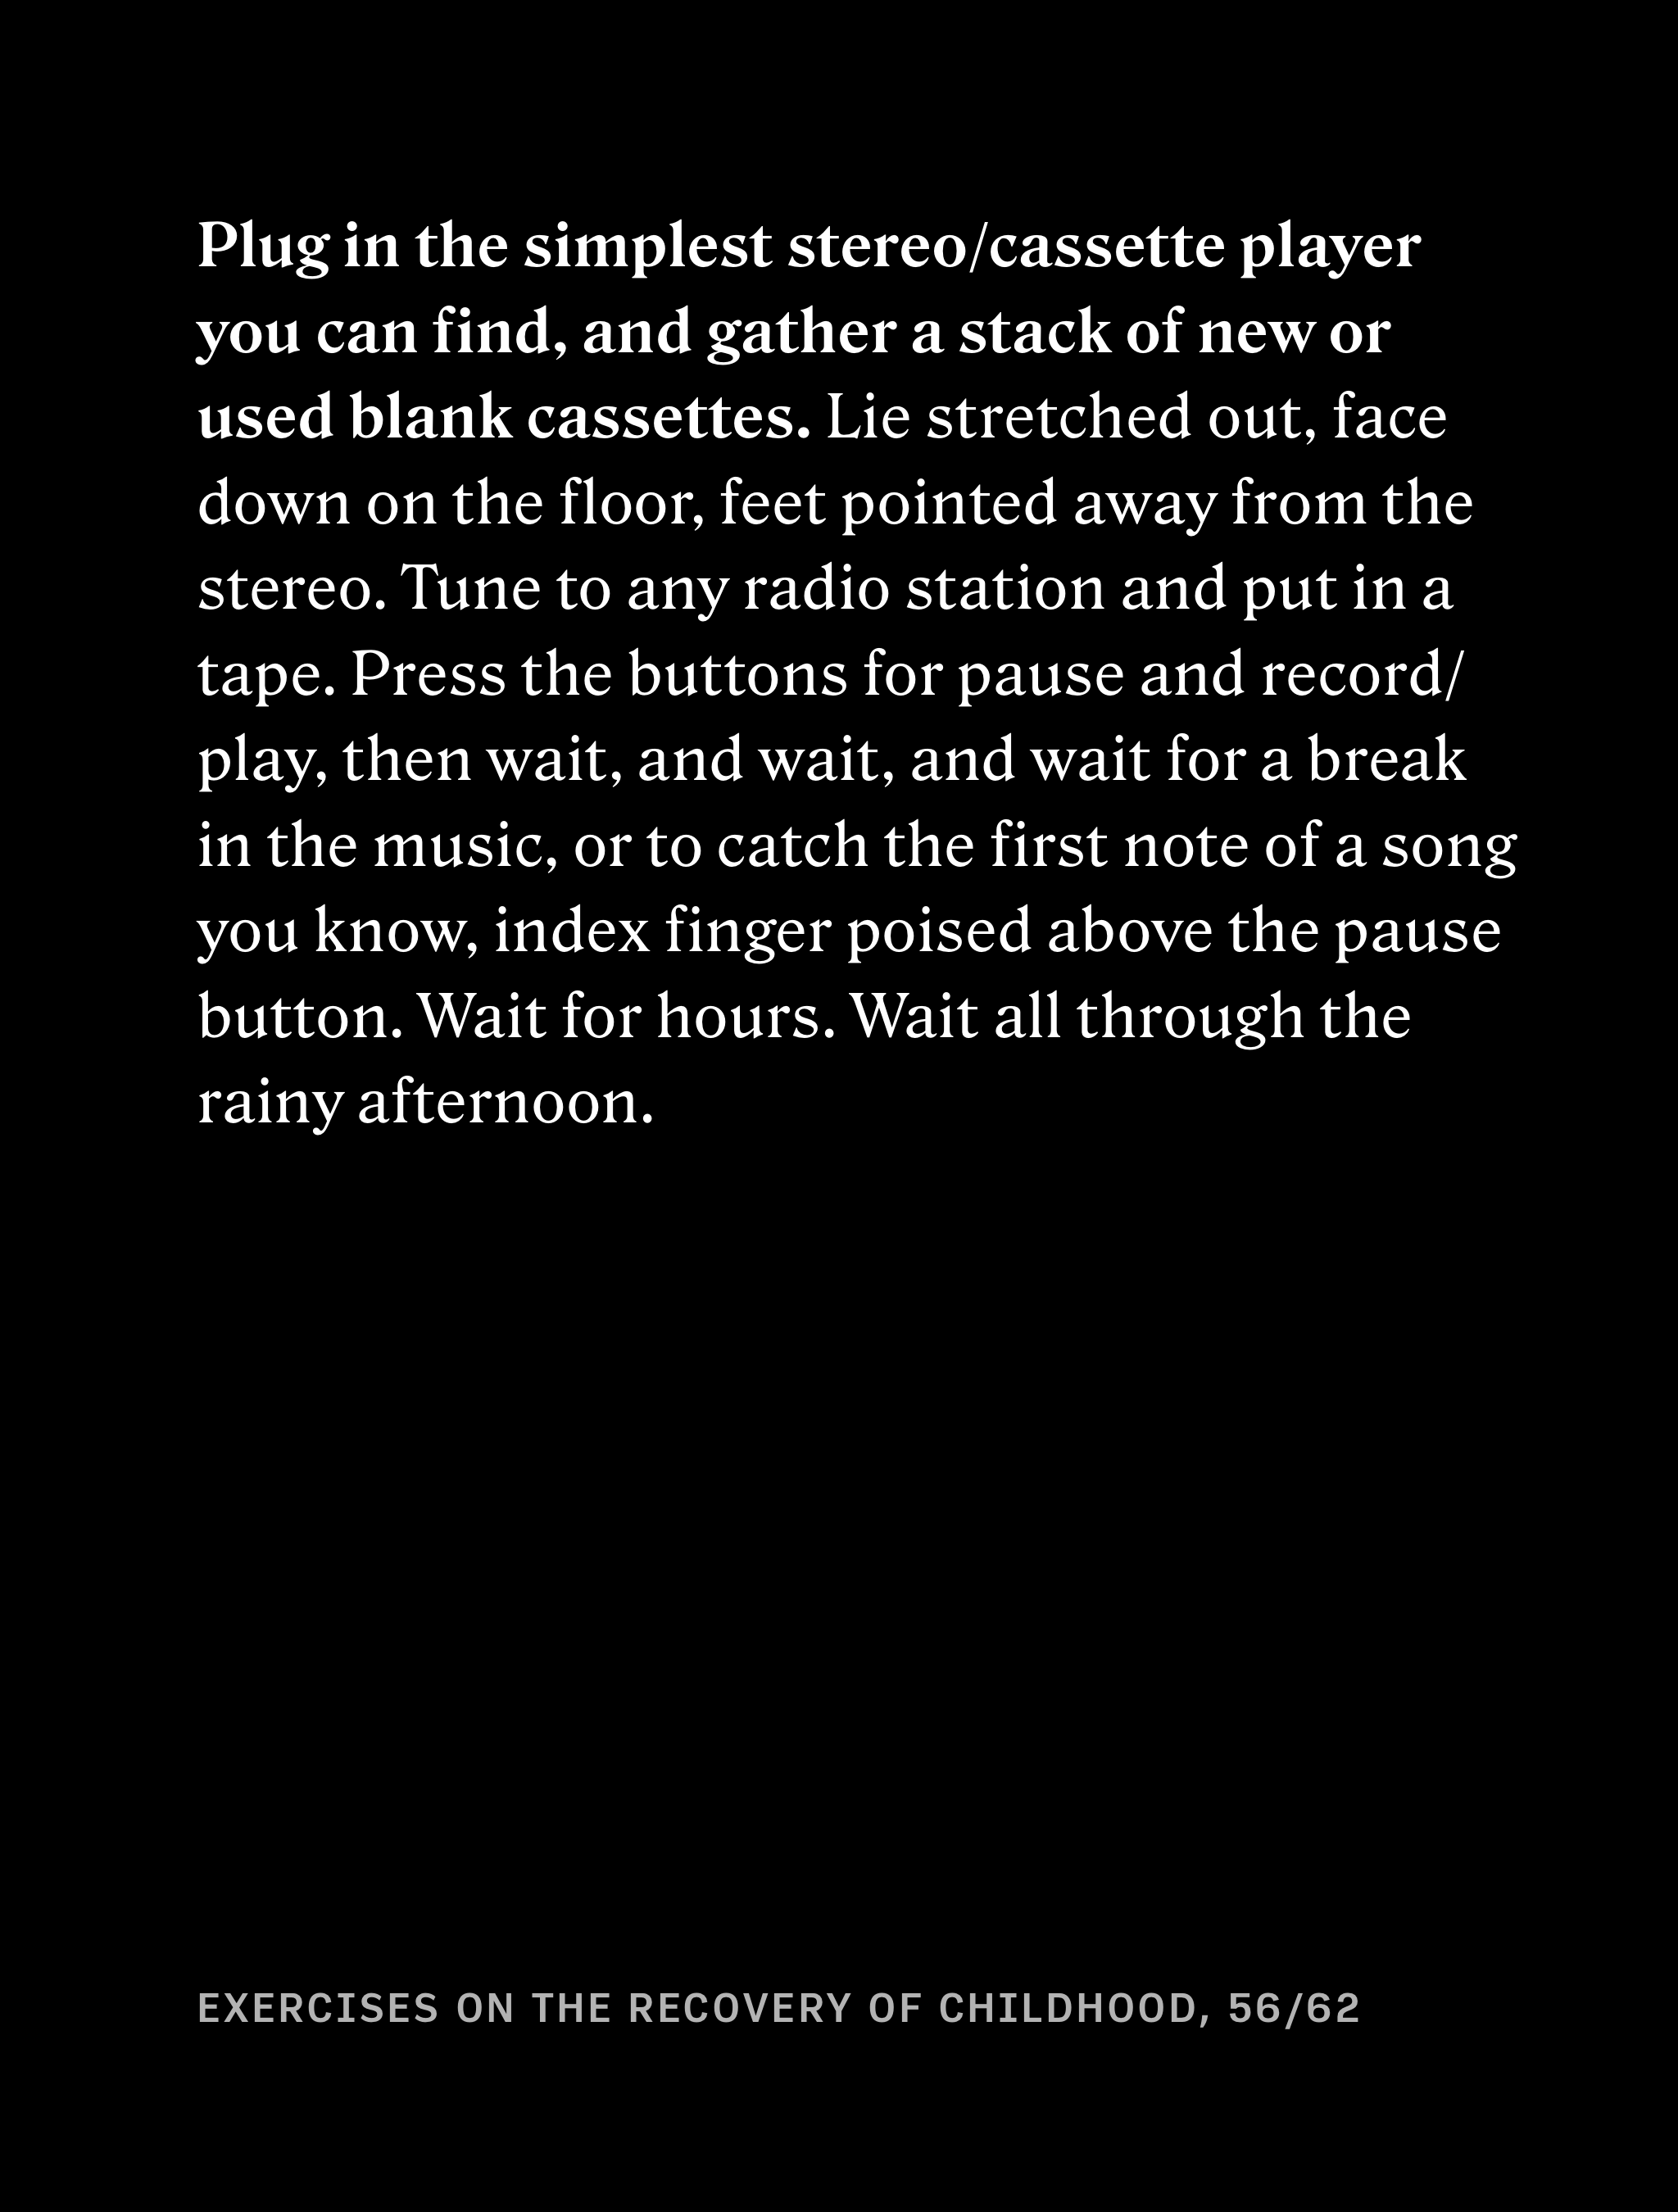 Plug in the simplest stereo/cassette player
you can find, and gather a stack of new or
used blank cassettes. Lie stretched out, face
down on the floor, feet pointed away from the
stereo. Tune to any radio station and put in a
tape. Press the buttons for pause and record/
play, then wait, and wait, and wait for a break
in the music, or to catch the first note of a song
you know, index finger poised above the pause
button. Wait for hours. Wait all through the
rainy afternoon.
EXERCISES ON THE RECOVERY OF CHILDHOOD, 56/62